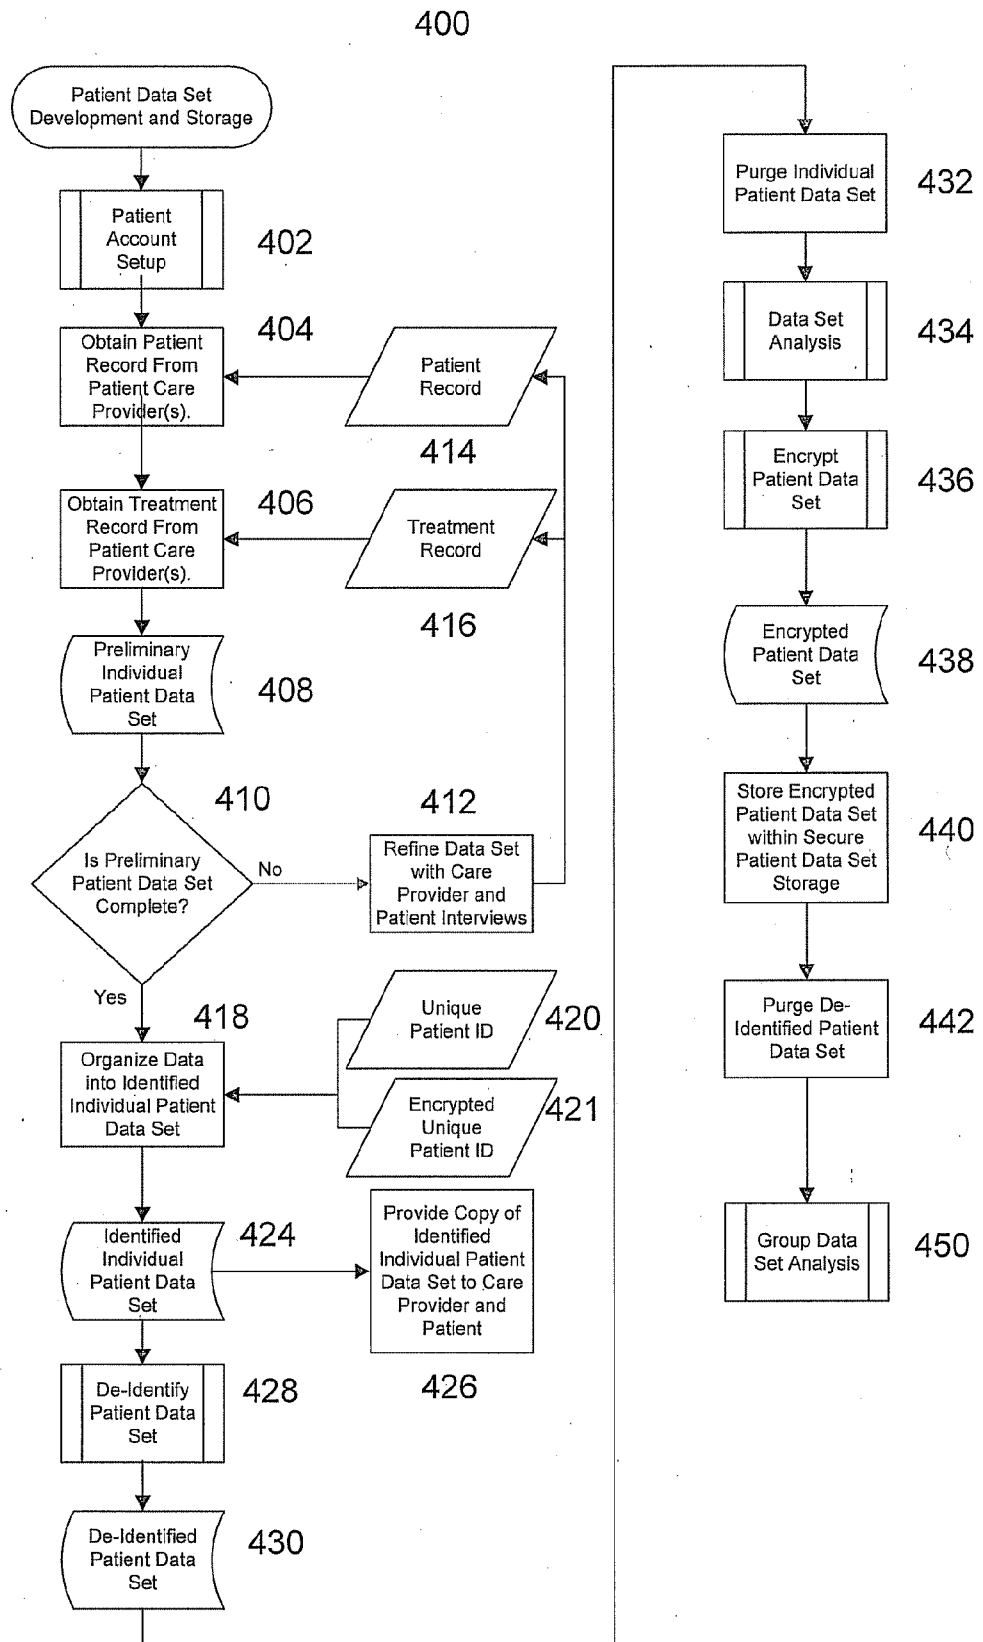 400
Patient Data Set
Development and Storage
Patient
Account
Setup
402
Obtain Patient
Record From
Patient Care
Provider(s).
404
Patient
Record
414
Obtain Treatment
Record From
Patient Care
Provider(s).
406
Treatment
Record
416
Preliminary
Individual
Patient Data
Set
408
Is Preliminary
Patient Data Set
Complete?
410
No
412
Refine Data Set
with Care
Provider and
Patient Interviews
Yes
418
Organize Data
into Identified
Individual Patient
Data Set
Unique
Patient ID
420
Encrypted
Unique
Patient ID
421
Identified
Individual
Patient Data
Set
424
Provide Copy of
Identified
Individual Patient
Data Set to Care
Provider and
Patient
426
De-Identify
Patient Data
Set
428
De-Identified
Patient Data
Set
430
Purge Individual
Patient Data Set
432
Data Set
Analysis
434
Encrypt
Patient Data
Set
436
Encrypted
Patient Data
Set
438
Store Encrypted
Patient Data Set
within Secure
Patient Data Set
Storage
440
Purge De-
Identified Patient
Data Set
442
Group Data
Set Analysis
450